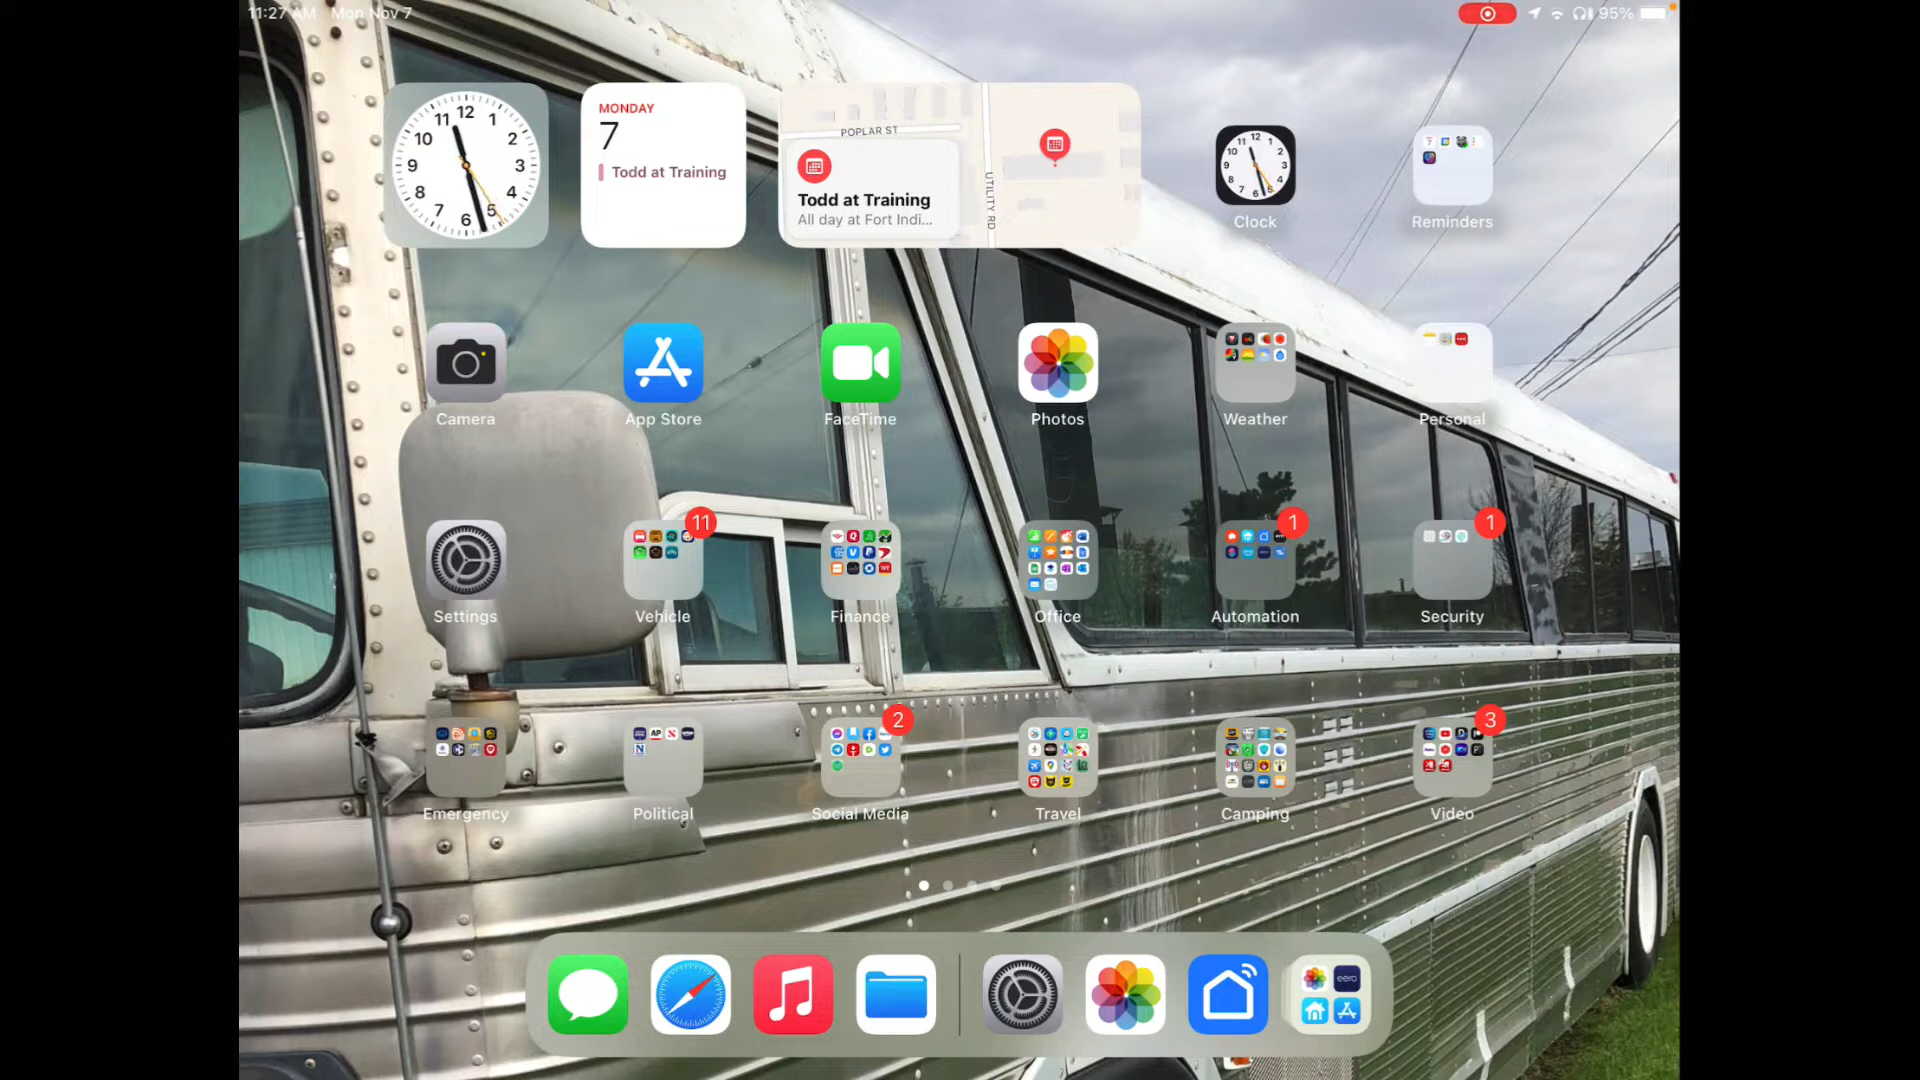 11:27 AM Mon Nov 7
95%
12
1
2
3
4
5
6
7
8
9
10
11
MONDAY
7
Todd at Training
POPLAR ST
UTILITY RD
Todd at Training
All day at Fort Indi...
Clock
Reminders
Camera
App Store
FaceTime
Photos
Weather
Personal
11
1
1
Settings
Vehicle
Finance
Office
Automation
Security
2
3
Emergency
Political
Social Media
Travel
Camping
Video
eero